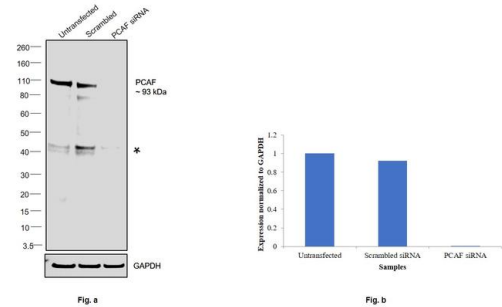 Untransfected
Scrambled
PCAF siRNA
260
160
110
80
60
50
40
30
20
15
10
3.5
PCAF
~ 93 kDa
*
GAPDH
Fig. a
Expression normalized to GAPDH
1.2
1
0.8
0.6
0.4
0.2
0
Untransfected
Scrambled siRNA
PCAF siRNA
Samples
Fig. b